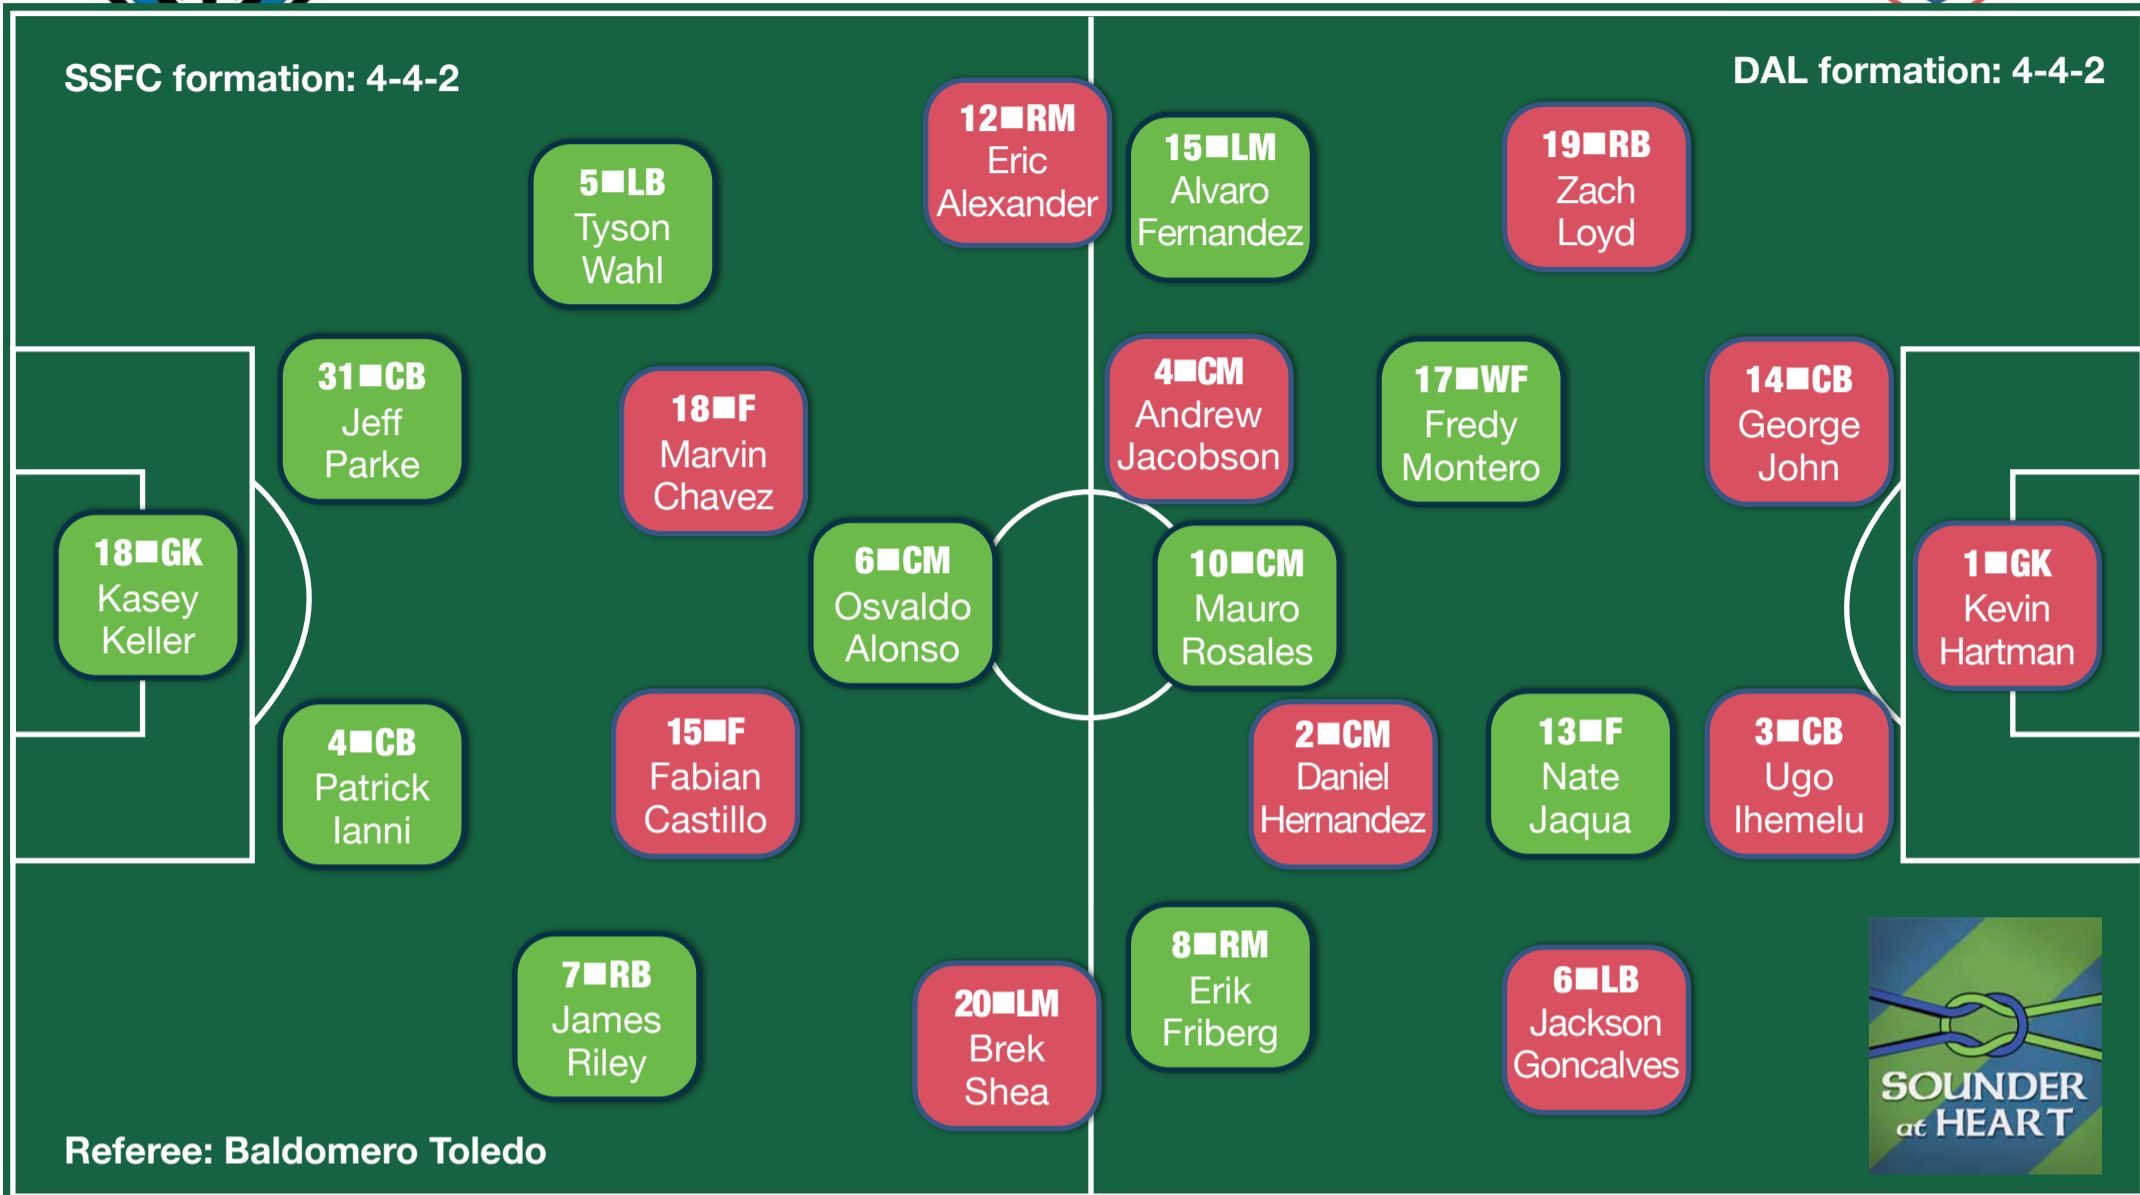 SSFC formation: 4-4-2
DAL formation: 4-4-2
12■RM
Eric
Alexander
15■LM
Alvaro
Fernandez
19■RB
Zach
Loyd
5■LB
Tyson
Wahl
31■CB
Jeff
Parke
18■F
Marvin
Chavez
4■CM
Andrew
Jacobson
17■WF
Fredy
Montero
14■CB
George
John
18■GK
Kasey
Keller
6■CM
Osvaldo
Alonso
10■CM
Mauro
Rosales
1■GK
Kevin
Hartman
4■CB
Patrick
Ianni
15■F
Fabian
Castillo
2■CM
Daniel
Hernandez
13■F
Nate
Jaqua
3■CB
Ugo
Ihemelu
7■RB
James
Riley
20■LM
Brek
Shea
8■RM
Erik
Friberg
6■LB
Jackson
Goncalves
SOUNDER
at HEART
Referee: Baldomero Toledo